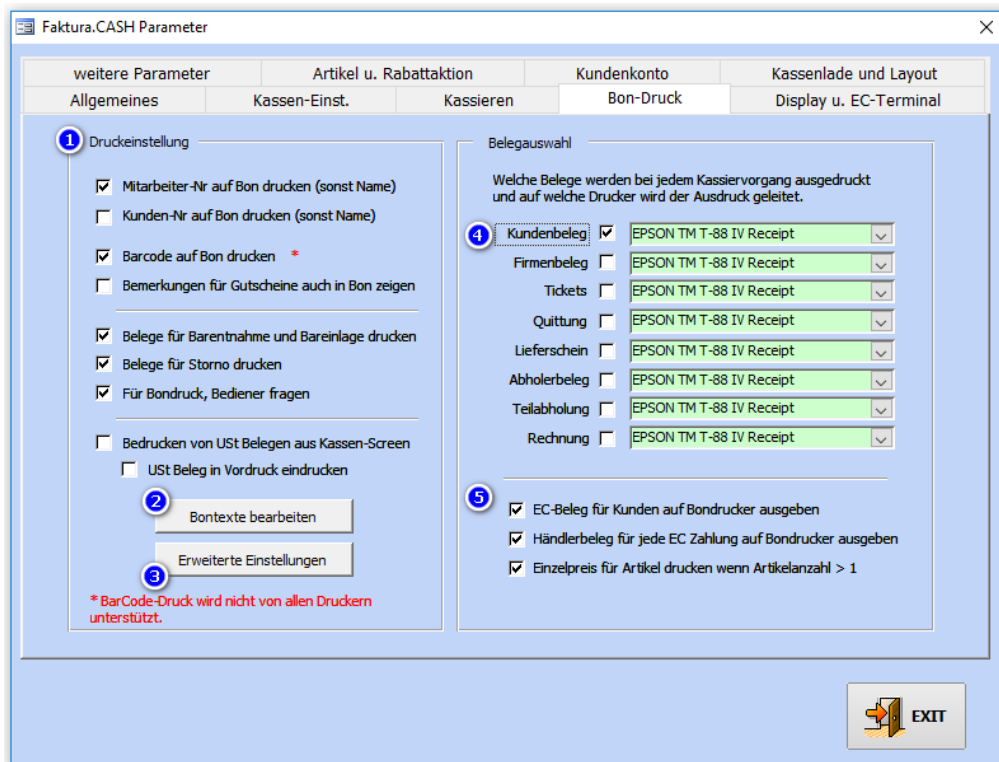 Faktura.CASH Parameter
weitere Parameter
Artikel u. Rabattaktion
Kundenkonto
Kassenlade und Layout
Allgemeines
Kassen-Einst.
Kassieren
Bon-Druck
Display u. EC-Terminal
1
Druckeinstellung
Mitarbeiter-Nr auf Bon drucken (sonst Name)
Kunden-Nr auf Bon drucken (sonst Name)
Barcode auf Bon drucken *
Bemerkungen für Gutscheine auch in Bon zeigen
Belege für Barentnahme und Bareinlage drucken
Belege für Storno drucken
Für Bondruck, Bediener fragen
Bedrucken von USt Belegen aus Kassen-Screen
USt Beleg in Vordruck eindrucken
2
Bontexte bearbeiten
Erweiterte Einstellungen
3
* BarCode-Druck wird nicht von allen Druckern
unterstützt.
Belegauswahl
Welche Belege werden bei jedem Kassiervorgang ausgedruckt
und auf welche Drucker wird der Ausdruck geleitet.
4
Kundenbeleg EPSON TM T-88 IV Receipt
Firmenbeleg EPSON TM T-88 IV Receipt
Tickets EPSON TM T-88 IV Receipt
Quittung EPSON TM T-88 IV Receipt
Lieferschein EPSON TM T-88 IV Receipt
Abholerbeleg EPSON TM T-88 IV Receipt
Teilabholung EPSON TM T-88 IV Receipt
Rechnung EPSON TM T-88 IV Receipt
5
EC-Beleg für Kunden auf Bondrucker ausgeben
Händlerbeleg für jede EC Zahlung auf Bondrucker ausgeben
Einzelpreis für Artikel drucken wenn Artikelanzahl > 1
EXIT